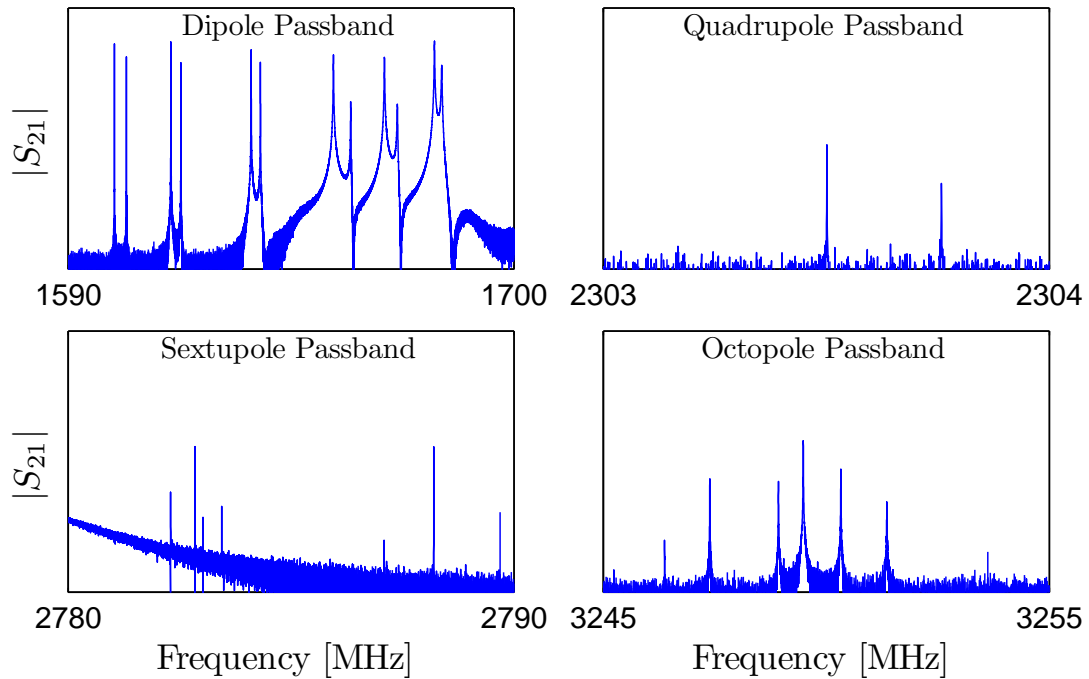 Dipole Passband
Quadrupole Passband
|S21|
1590 1700
2303 2304
Sextupole Passband
Octopole Passband
|S21|
2780 2790
3245 3255
Frequency [MHz]
Frequency [MHz]